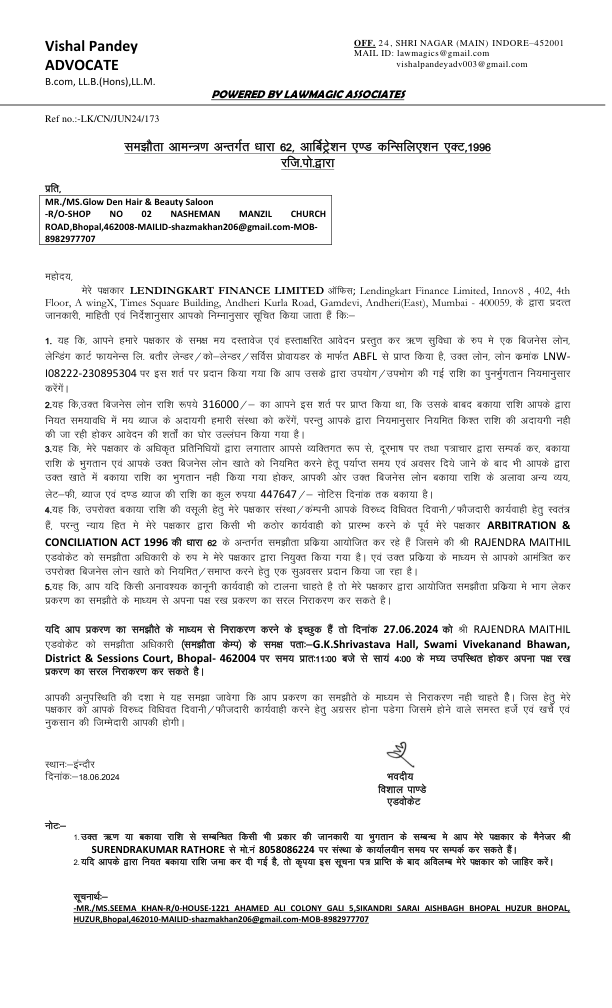 Vishal Pandey
ADVOCATE
B.com, LL.B.(Hons),LL.M.
OFF. 24, SHRI NAGAR (MAIN) INDORE–452001
MAIL ID: lawmagics@gmail.com
vishalpandeyadv003@gmail.com
POWERED BY LAWMAGIC ASSOCIATES
Ref no.:-LK/CN/JUN24/173
समझौता आमन्त्रण अन्तर्गत धारा 62, आर्बिट्रेशन एण्ड कन्सिलिएशन एक्ट,1996
रजि.पो.द्वारा
प्रति,
MR./MS.Glow Den Hair & Beauty Saloon
-R/O-SHOP NO 02 NASHEMAN MANZIL CHURCH
ROAD,Bhopal,462008-MAILID-shazmakhan206@gmail.com-MOB-
8982977707
महोदय,
मेरे पक्षकार LENDINGKART FINANCE LIMITED ऑफिस; Lendingkart Finance Limited, Innov8 , 402, 4th
Floor, A wingX, Times Square Building, Andheri Kurla Road, Gamdevi, Andheri(East), Mumbai - 400059, के द्वारा प्रदत्त
जानकारी, माहिती एवं निर्देशानुसार आपको निम्नानुसार सूचित किया जाता हैं कि:–
1. यह कि, आपने हमारे पक्षकार के समक्ष मय दस्तावेज एवं हस्ताक्षरित आवेदन प्रस्तुत कर ऋण सुविधा के रुप मे एक बिजनेस लोन,
लेन्डिंग कार्ट फायनेन्स लि. बतौर लेन्डर/को–लेन्डर/सर्विस प्रोवायडर के मार्फत ABFL से प्राप्त किया है, उक्त लोन, लोन क्रमांक LNW-
I08222-230895304 पर इस शर्त पर प्रदान किया गया कि आप उसके द्वारा उपयोग/उपभोग की गई राशि का पुनर्भुगतान नियमानुसार
करेंगें।
2.यह कि,उक्त बिजनेस लोन राशि रूपये 316000/– का आपने इस शर्त पर प्राप्त किया था, कि उसके बाद बकाया राशि आपके द्वारा
नियत समयावधि में मय ब्याज के अदायगी हमारी संस्था को करेंगें, परन्तु आपके द्वारा नियमानुसार नियमित किश्त राशि की अदायगी नही
की जा रही होकर आवेदन की शर्तों का घोर उल्लंघन किया गया है।
3.यह कि, मेरे पक्षकार के अधिकृत प्रतिनिधियों द्वारा लगातार आपसे व्यक्तिगत रूप से, दूरभाष पर तथा पत्राचार द्वारा सम्पर्क कर, बकाया
राशि के भुगतान एवं आपके उक्त बिजनेस लोन खाते को नियमित करने हेतू पर्याप्त समय एवं अवसर दिये जाने के बाद भी आपके द्वारा
उक्त खाते में बकाया राशि का भुगतान नही किया गया होकर, आपकी ओर उक्त बिजनेस लोन बकाया राशि के अलावा अन्य व्यय,
लेट–फी, ब्याज एवं दण्ड ब्याज की राशि का कुल रुपया 447647/– नोटिस दिनांक तक बकाया है।
4.यह कि, उपरोक्त बकाया राशि की वसूली हेतु मेरे पक्षकार संस्था/कंम्पनी आपके विरुध्द विधिवत दिवानी/फौजदारी कार्यवाही हेतु स्वतंत्र
हैं, परन्तु न्याय हित मे मेरे पक्षकार द्वारा किसी भी कठोर कार्यवाही को प्रारम्भ करने के पूर्व मेरे पक्षकार ARBITRATION &
CONCILIATION ACT 1996 की धारा 62 के अन्तर्गत समझौता प्रक्रिया आयोजित कर रहे हैं जिसमे की श्री RAJENDRA MAITHIL
एडवोकेट को समझौता अधिकारी के रुप मे मेरे पक्षकार द्वारा नियुक्त किया गया है। एवं उक्त प्रक्रिया के माध्यम से आपको आमंत्रित कर
उपरोक्त बिजनेस लोन खाते को नियमित/समाप्त करने हेतु एक सुअवसर प्रदान किया जा रहा है।
5.यह कि, आप यदि किसी अनावश्यक कानूनी कार्यवाही को टालना चाहते है तो मेरे पक्षकार द्वारा आयोजित समझौता प्रक्रिया मे भाग लेकर
प्रकरण का समझौते के माध्यम से अपना पक्ष रख प्रकरण का सरल निराकरण कर सकते है।
यदि आप प्रकरण का समझौते के माध्यम से निराकरण करने के इच्छुक हैं तो दिनांक 27.06.2024 को श्री RAJENDRA MAITHIL
एडवोकेट को समझौता अधिकारी (समझौता केम्प) के समक्ष पता:–G.K.Shrivastava Hall, Swami Vivekanand Bhawan,
District & Sessions Court, Bhopal- 462004 पर समय प्रात:11:00 बजे से सायं 4:00 के मध्य उपस्थित होकर अपना पक्ष रख
प्रकरण का सरल निराकरण कर सकते है।
आपकी अनुपस्थिति की दशा मे यह समझा जावेगा कि आप प्रकरण का समझौते के माध्यम से निराकरण नही चाहते हैै। जिस हेतु मेरे
पक्षकार को आपके विरुध्द विधिवत दिवानी/फौजदारी कार्यवाही करने हेतु अग्रसर होना पडेगा जिसमे होने वाले समस्त हर्जे एवं खर्चे एवं
नुकसान की जिम्मेदारी आपकी होगी।
स्थान:–इंन्दौर
दिनांक:–18.06.2024
भवदीय
विशाल पाण्डे
एडवोकेट
नोट:–
1.उक्त ऋण या बकाया राशि से सम्बन्धित किसी भी प्रकार की जानकारी या भुगतान के सम्बन्ध मे आप मेरे पक्षकार के मैनेजर श्री
SURENDRAKUMAR RATHORE से मो.नं 8058086224 पर संस्था के कार्यालयीन समय पर सम्पर्क कर सकते हैं।
2.यदि आपके द्वारा नियत बकाया राशि जमा कर दी गई है, तो कृपया इस सूचना पत्र प्राप्ति के बाद अविलम्ब मेरे पक्षकार को जाहिर करें।
सूचनार्थ:–
-MR./MS.SEEMA KHAN-R/0-HOUSE-1221 AHAMED ALI COLONY GALI 5,SIKANDRI SARAI AISHBAGH BHOPAL HUZUR BHOPAL,
HUZUR,Bhopal,462010-MAILID-shazmakhan206@gmail.com-MOB-8982977707